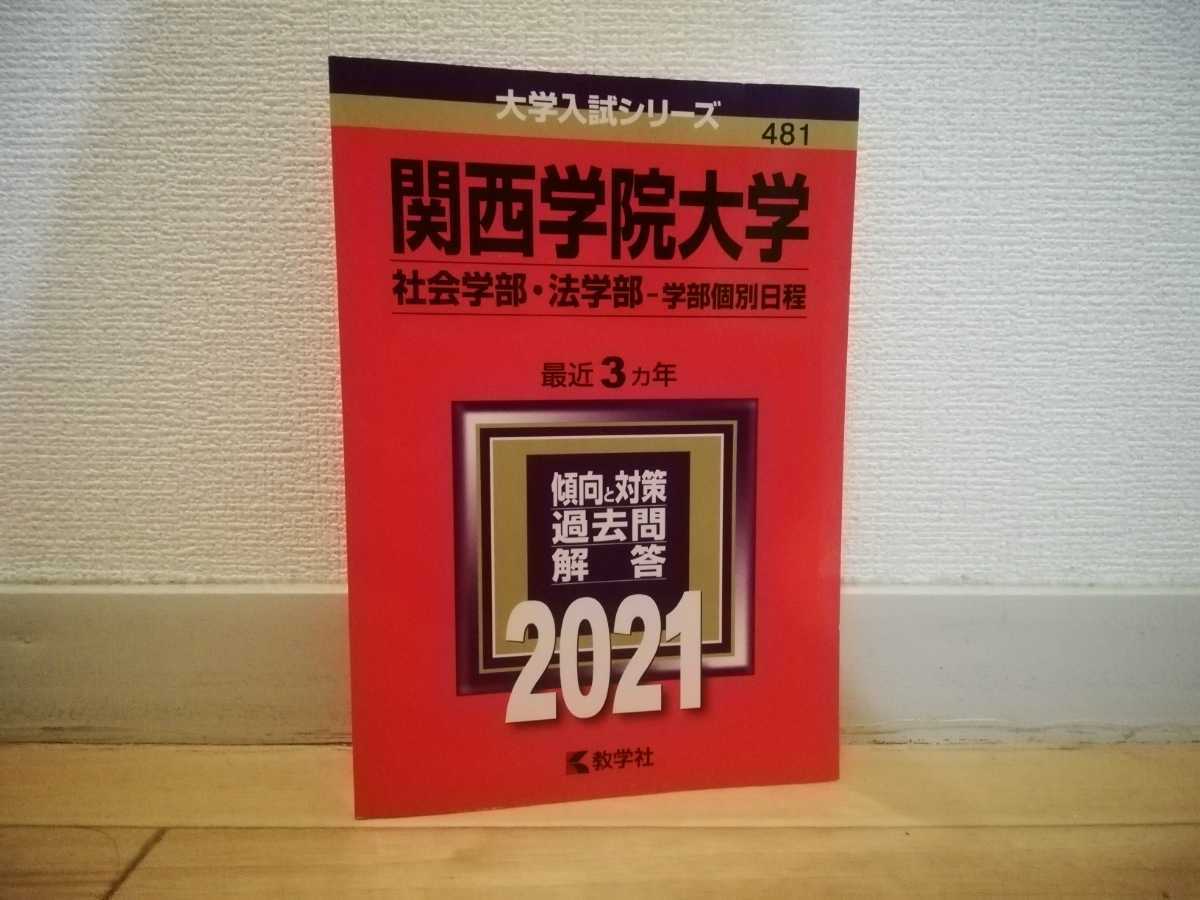 大学入試シリーズ
481
関西学院大学
社会学部・法学部−学部個別日程
最近3カ年
傾向と対策
過去問
解答
2021
教学社